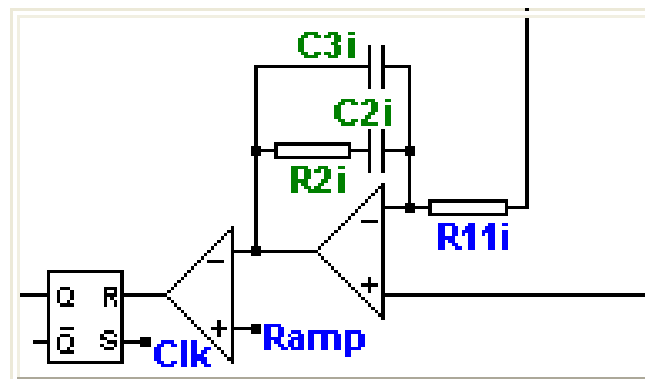 C3i
C2i
R2i
R11i
−
+
−
+
Ramp
Q R
Q̅ S
Clk